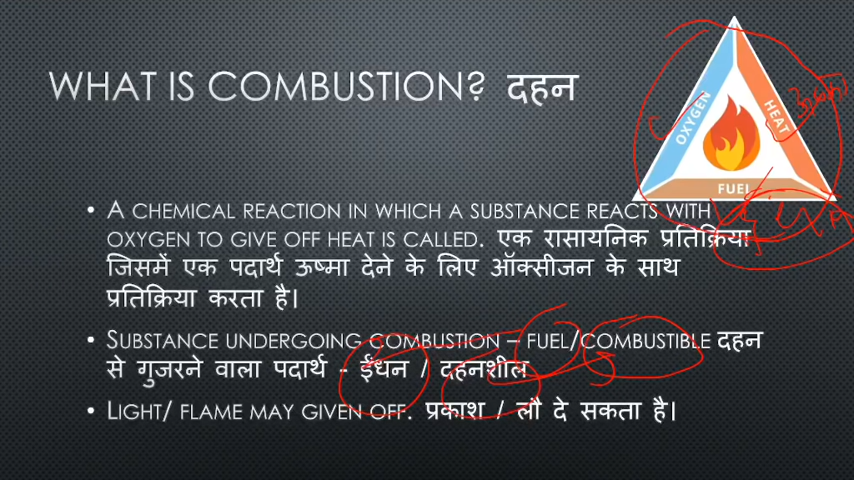 WHAT IS COMBUSTION? दहन
OXYGEN
HEAT
FUEL
• A CHEMICAL REACTION IN WHICH A SUBSTANCE REACTS WITH
OXYGEN TO GIVE OFF HEAT IS CALLED. एक रासायनिक प्रतिक्रिया
जिसमें एक पदार्थ ऊष्मा देने के लिए ऑक्सीजन के साथ
प्रतिक्रिया करता है।
• SUBSTANCE UNDERGOING COMBUSTION – FUEL/COMBUSTIBLE दहन
से गुजरने वाला पदार्थ - ईंधन / दहनशील
• LIGHT/ FLAME MAY GIVEN OFF. प्रकाश / लौ दे सकता है।